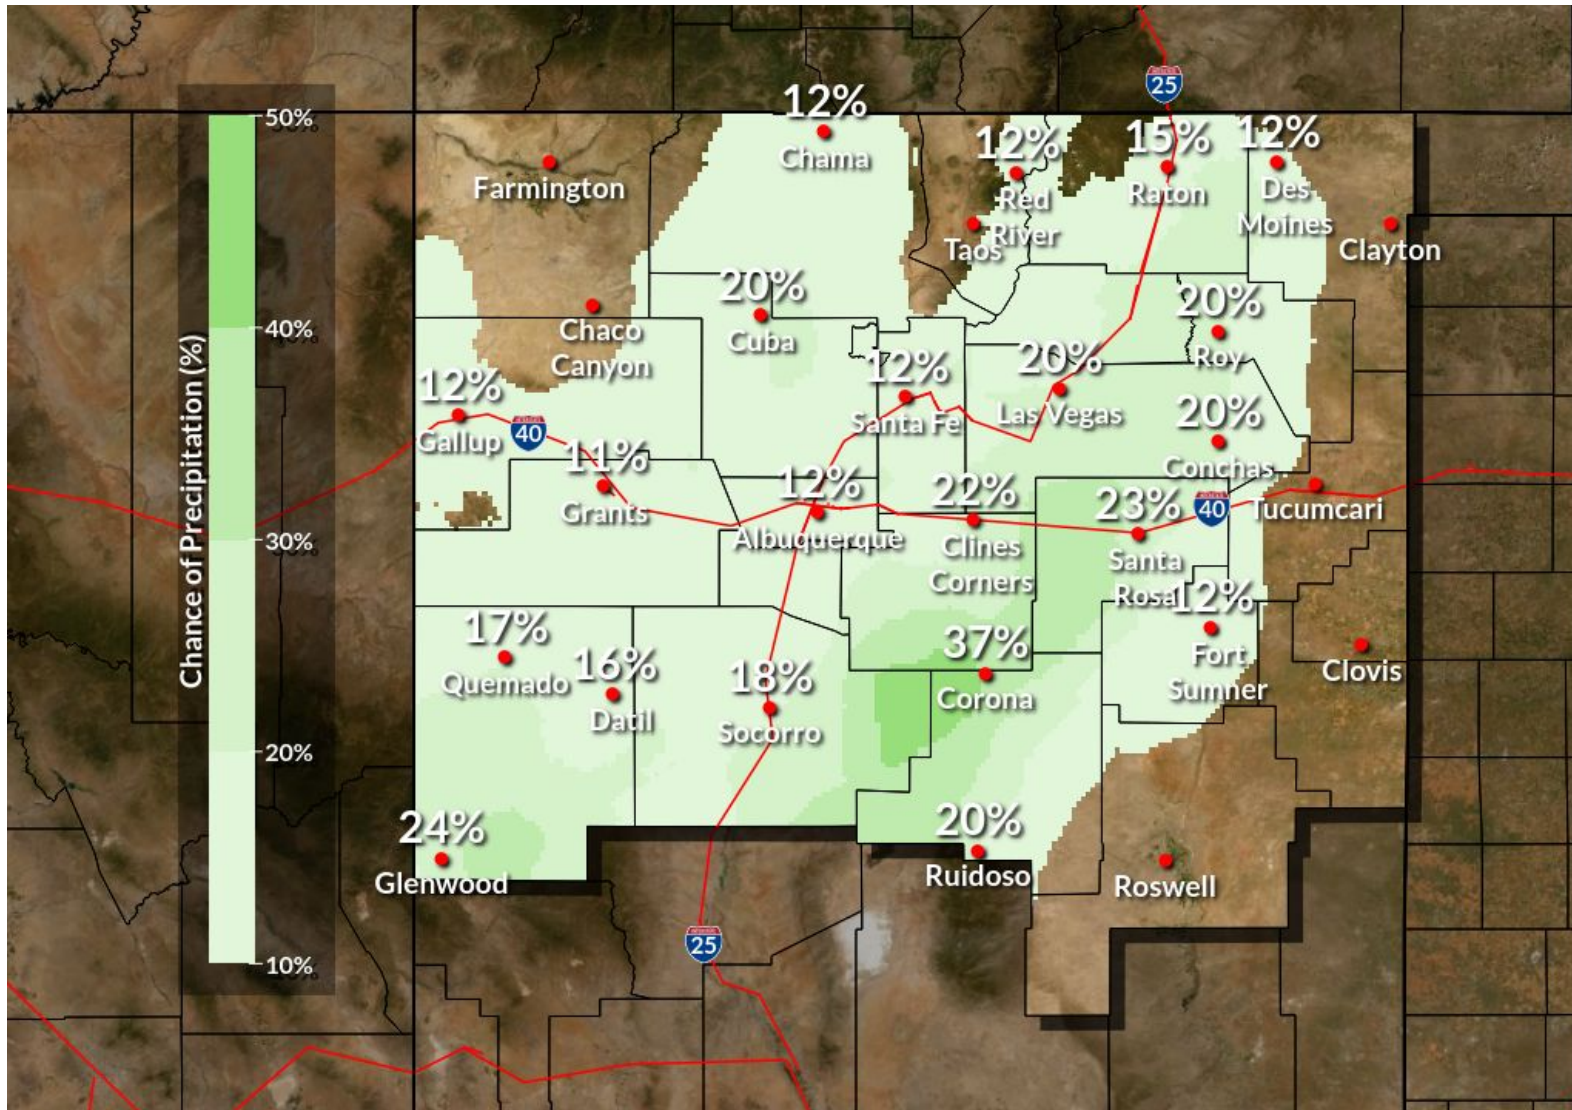 25
50%
12%
Chama
12%
Red
River
15%
Raton
12%
Des
Moines
Farmington
Taos
Clayton
40%
20%
Cuba
Chaco
Canyon
20%
Roy
Chance of Precipitation (%)
12%
Gallup
40
12%
Santa Fe
20%
Las Vegas
20%
Conchas
11%
Grants
12%
Albuquerque
22%
Clines
Corners
23%
Santa
Rosa
40
Tucumcari
30%
12%
Fort
Sumner
17%
Quemado
16%
Datil
18%
Socorro
37%
Corona
Clovis
20%
24%
Glenwood
20%
Ruidoso
Roswell
25
10%